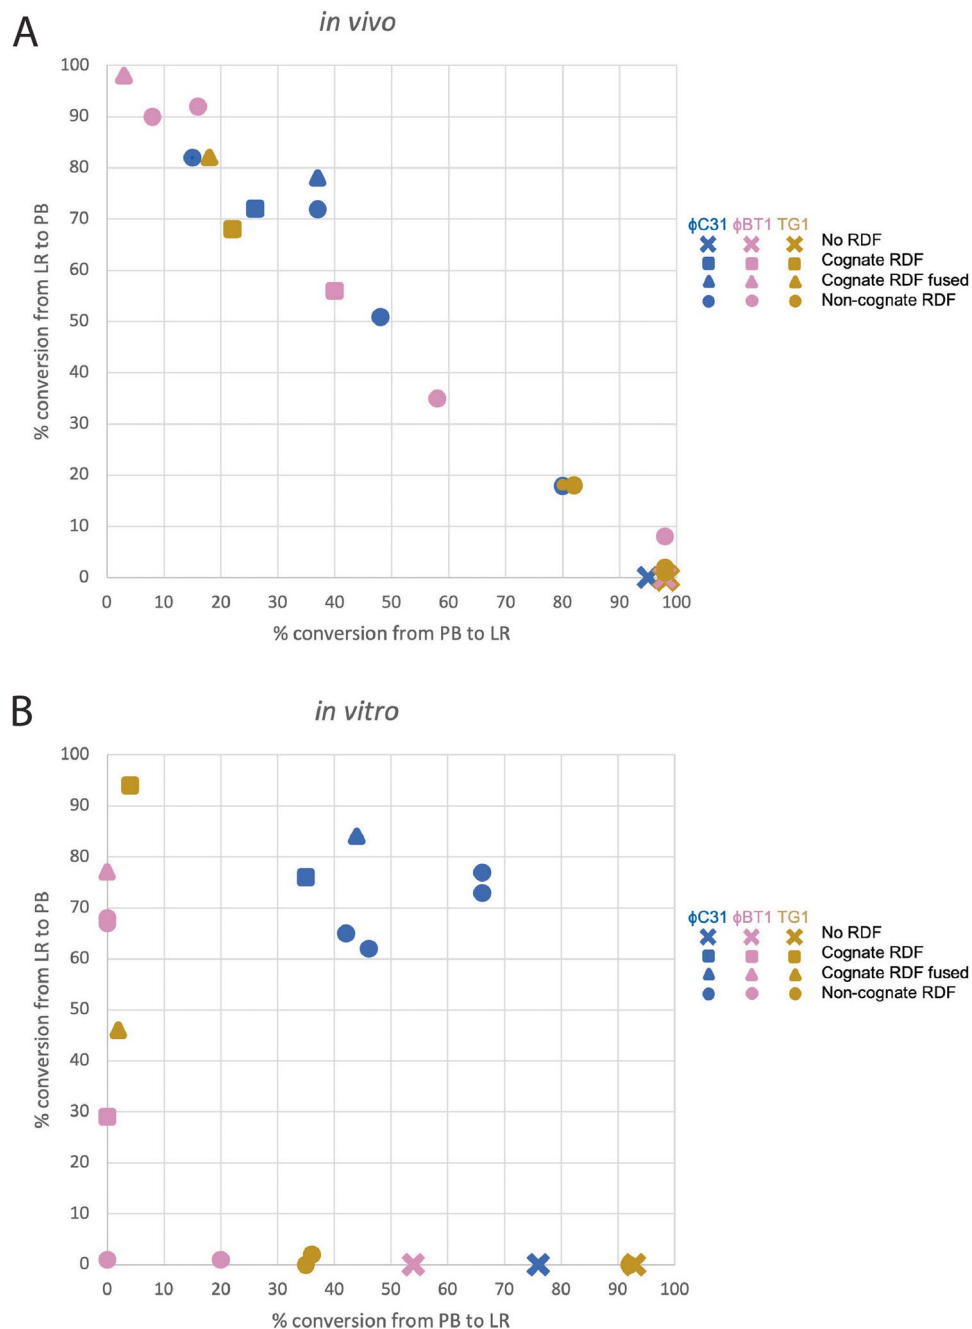 A
in vivo
100
90
80
70
60
50
40
30
20
10
0
% conversion from LR to PB
0 10 20 30 40 50 60 70 80 90 100
% conversion from PB to LR
ϕC31 ϕBT1 TG1
No RDF
Cognate RDF
Cognate RDF fused
Non-cognate RDF
B
in vitro
100
90
80
70
60
50
40
30
20
10
0
% conversion from LR to PB
0 10 20 30 40 50 60 70 80 90 100
% conversion from PB to LR
ϕC31 ϕBT1 TG1
No RDF
Cognate RDF
Cognate RDF fused
Non-cognate RDF